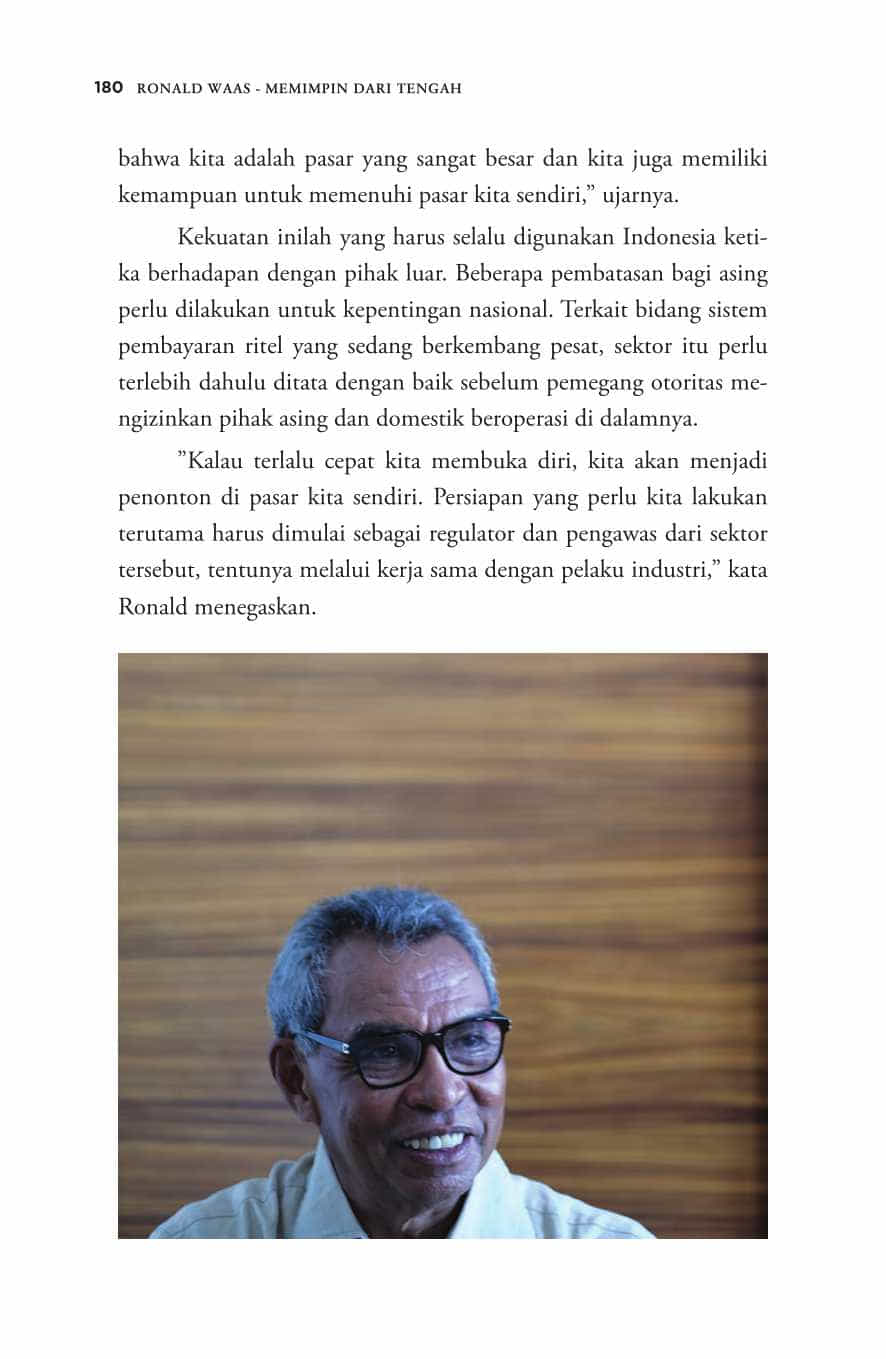 180 RONALD WAAS - MEMIMPIN DARI TENGAH
bahwa kita adalah pasar yang sangat besar dan kita juga memiliki
kemampuan untuk memenuhi pasar kita sendiri,” ujarnya.
Kekuatan inilah yang harus selalu digunakan Indonesia keti-
ka berhadapan dengan pihak luar. Beberapa pembatasan bagi asing
perlu dilakukan untuk kepentingan nasional. Terkait bidang sistem
pembayaran ritel yang sedang berkembang pesat, sektor itu perlu
terlebih dahulu ditata dengan baik sebelum pemegang otoritas me-
ngizinkan pihak asing dan domestik beroperasi di dalamnya.
”Kalau terlalu cepat kita membuka diri, kita akan menjadi
penonton di pasar kita sendiri. Persiapan yang perlu kita lakukan
terutama harus dimulai sebagai regulator dan pengawas dari sektor
tersebut, tentunya melalui kerja sama dengan pelaku industri,” kata
Ronald menegaskan.